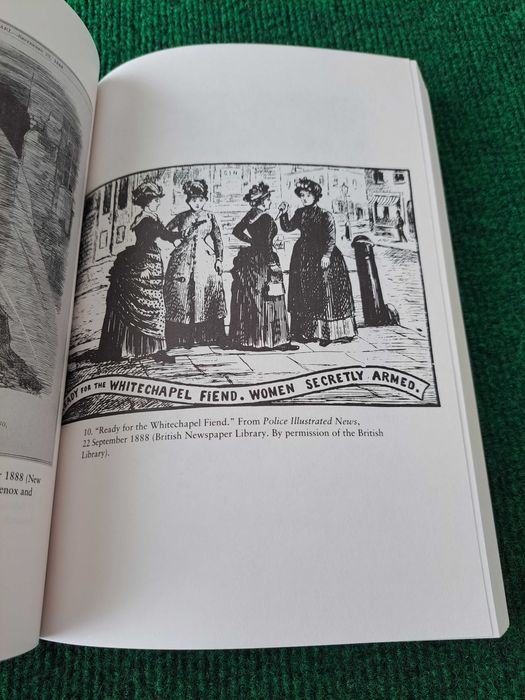 1888 (New
enox and
GIN
READY FOR THE WHITECHAPEL FIEND. WOMEN SECRETLY ARMED.
10. "Ready for the Whitechapel Fiend." From Police Illustrated News,
22 September 1888 (British Newspaper Library. By permission of the British
Library).